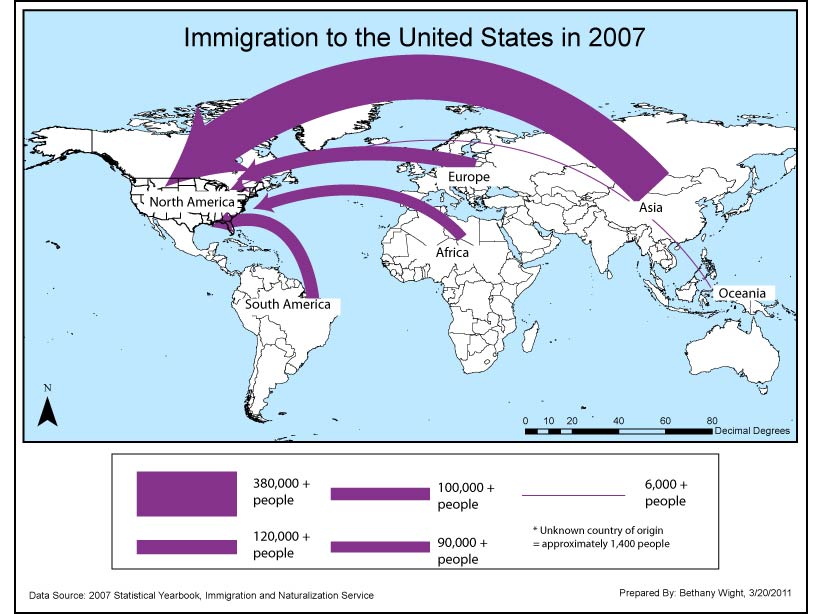 Immigration to the United States in 2007
Europe
North America
Asia
Africa
Oceania
South America
N
0 10 20 40 60 80
Decimal Degrees
380,000 +
people
100,000 +
people
6,000 +
people
120,000 +
people
90,000 +
people
* Unknown country of origin
= approximately 1,400 people
Data Source: 2007 Statistical Yearbook, Immigration and Naturalization Service
Prepared By: Bethany Wight, 3/20/2011